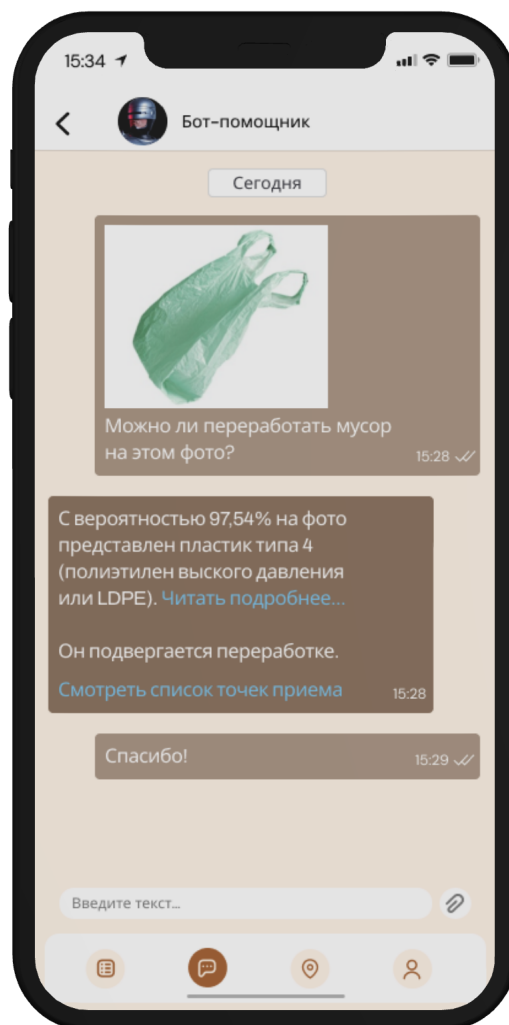 15:34
Бот-помощник
Сегодня
Можно ли переработать мусор
на этом фото?
15:28
С вероятностью 97,54% на фото
представлен пластик типа 4
(полиэтилен выского давления
или LDPE). Читать подробнее...
Он подвергается переработке.
Смотреть список точек приема
15:28
Спасибо!
15:29
Введите текст...